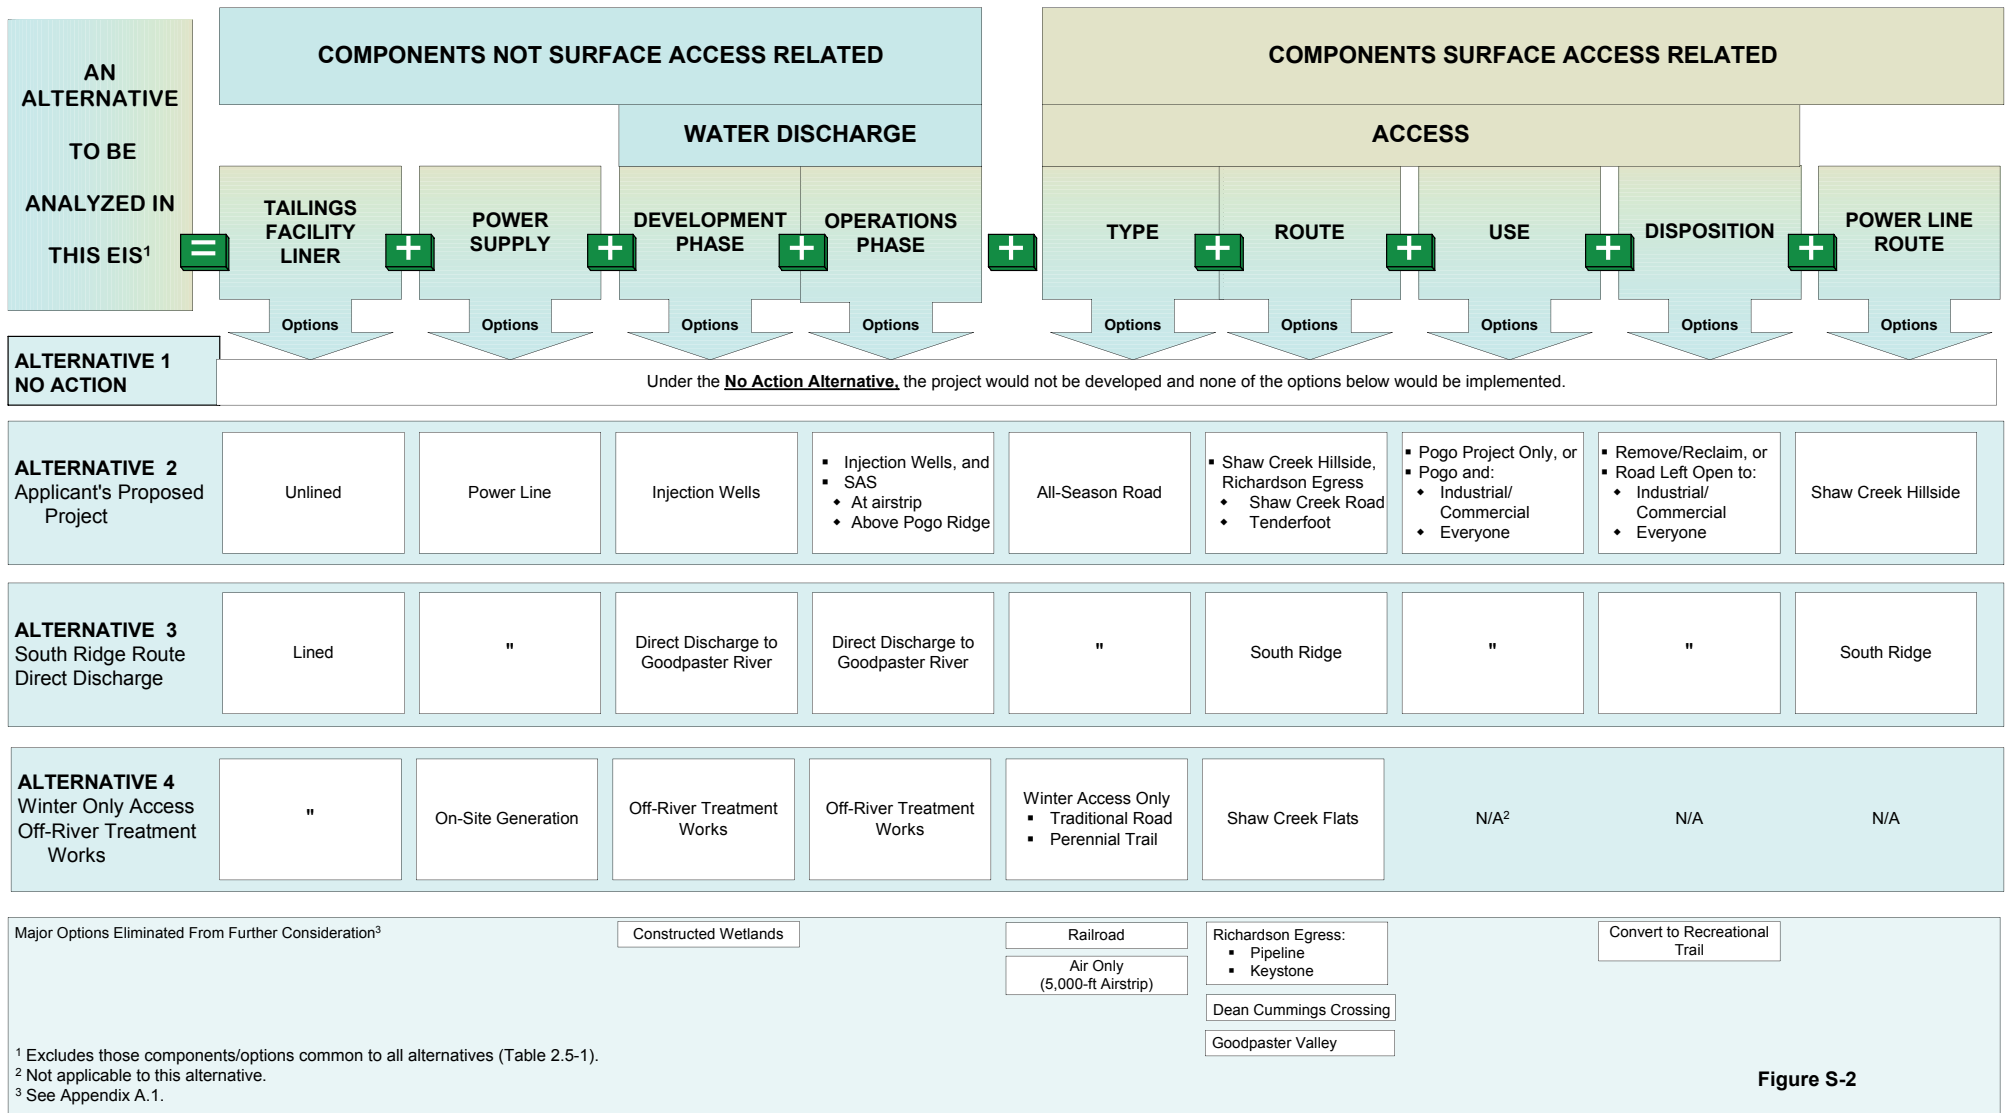 AN
ALTERNATIVE
TO BE
ANALYZED IN
THIS EIS1
COMPONENTS NOT SURFACE ACCESS RELATED
COMPONENTS SURFACE ACCESS RELATED
WATER DISCHARGE
ACCESS
=
TAILINGS
FACILITY
LINER
+
POWER
SUPPLY
+
DEVELOPMENT
PHASE
+
OPERATIONS
PHASE
+
TYPE
+
ROUTE
+
USE
+
DISPOSITION
+
POWER LINE
ROUTE
Options
Options
Options
Options
Options
Options
Options
Options
Options
ALTERNATIVE 1
NO ACTION
Under the No Action Alternative, the project would not be developed and none of the options below would be implemented.
ALTERNATIVE 2
Applicant's Proposed
Project
Unlined
Power Line
Injection Wells
▪ Injection Wells, and
▪ SAS
◆ At airstrip
◆ Above Pogo Ridge
All-Season Road
▪ Shaw Creek Hillside,
Richardson Egress
◆ Shaw Creek Road
◆ Tenderfoot
▪ Pogo Project Only, or
▪ Pogo and:
◆ Industrial/
Commercial
◆ Everyone
▪ Remove/Reclaim, or
▪ Road Left Open to:
◆ Industrial/
Commercial
◆ Everyone
Shaw Creek Hillside
ALTERNATIVE 3
South Ridge Route
Direct Discharge
Lined
"
Direct Discharge to
Goodpaster River
Direct Discharge to
Goodpaster River
"
South Ridge
"
"
South Ridge
ALTERNATIVE 4
Winter Only Access
Off-River Treatment
Works
"
On-Site Generation
Off-River Treatment
Works
Off-River Treatment
Works
Winter Access Only
▪ Traditional Road
▪ Perennial Trail
Shaw Creek Flats
N/A2
N/A
N/A
Major Options Eliminated From Further Consideration3
Constructed Wetlands
Railroad
Air Only
(5,000-ft Airstrip)
Richardson Egress:
▪ Pipeline
▪ Keystone
Dean Cummings Crossing
Goodpaster Valley
Convert to Recreational
Trail
1 Excludes those components/options common to all alternatives (Table 2.5-1).
2 Not applicable to this alternative.
3 See Appendix A.1.
Figure S-2